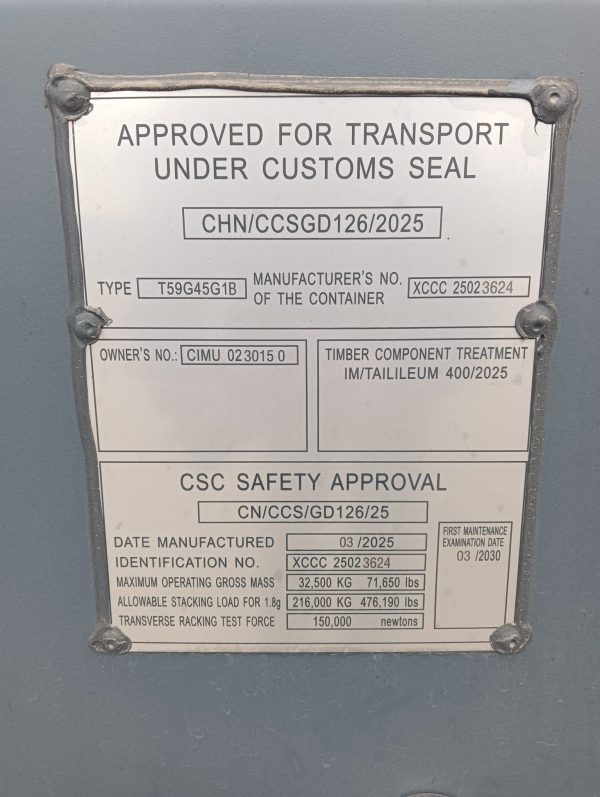 APPROVED FOR TRANSPORT
UNDER CUSTOMS SEAL
CHN/CCSGD126/2025
TYPE T59G45G1B MANUFACTURER'S NO. OF THE CONTAINER XCCC 25023624
OWNER'S NO.: CIMU 023015 0
TIMBER COMPONENT TREATMENT
IM/TAILILEUM 400/2025
CSC SAFETY APPROVAL
CN/CCS/GD126/25
DATE MANUFACTURED 03 /2025
IDENTIFICATION NO. XCCC 25023624
MAXIMUM OPERATING GROSS MASS 32,500 KG 71,650 lbs
ALLOWABLE STACKING LOAD FOR 1.8g 216,000 KG 476,190 lbs
TRANSVERSE RACKING TEST FORCE 150,000 newtons
FIRST MAINTENANCE
EXAMINATION DATE
03 /2030